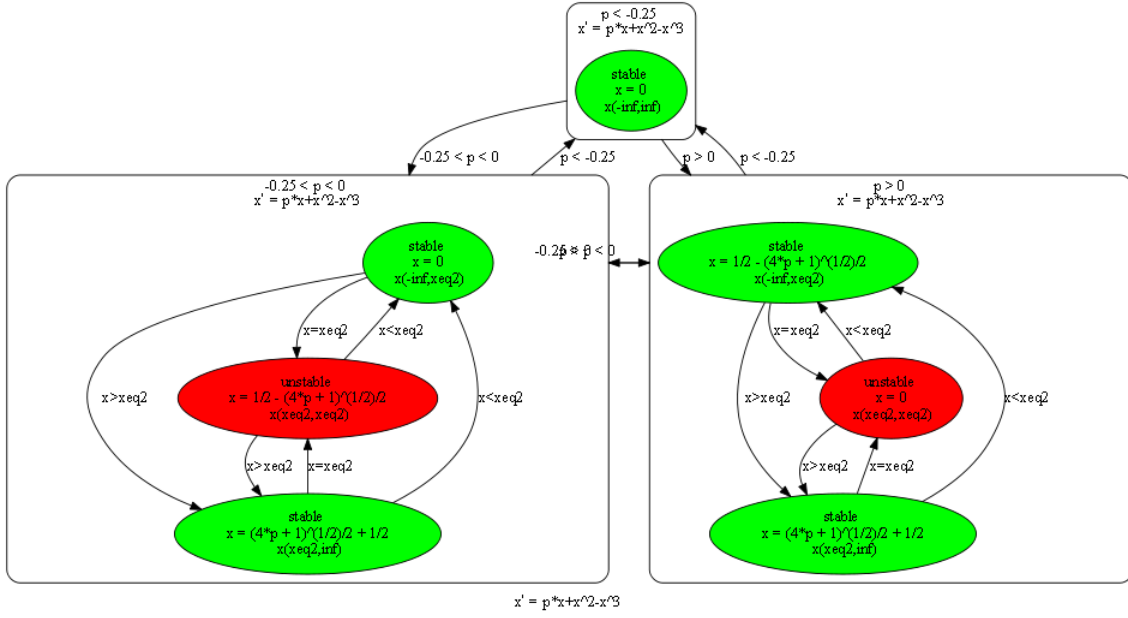 p < -0.25
x' = p*x+x^2-x^3
stable
x = 0
x(-inf,inf)
-0.25 < p < 0
p < -0.25
p > 0
p < -0.25
-0.25 < p < 0
x' = p*x+x^2-x^3
stable
x = 0
x(-inf,xeq2)
x=xeq2
x<xeq2
x>xeq2
unstable
x = 1/2 - (4*p + 1)^(1/2)/2
x(xeq2,xeq2)
x>xeq2
x=xeq2
x<xeq2
stable
x = (4*p + 1)^(1/2)/2 + 1/2
x(xeq2,inf)
-0.25 < p < 0
p > 0
p > 0
x' = p*x+x^2-x^3
stable
x = 1/2 - (4*p + 1)^(1/2)/2
x(-inf,xeq2)
x=xeq2
x<xeq2
x>xeq2
unstable
x = 0
x(xeq2,xeq2)
x<xeq2
x>xeq2
x=xeq2
stable
x = (4*p + 1)^(1/2)/2 + 1/2
x(xeq2,inf)
x' = p*x+x^2-x^3